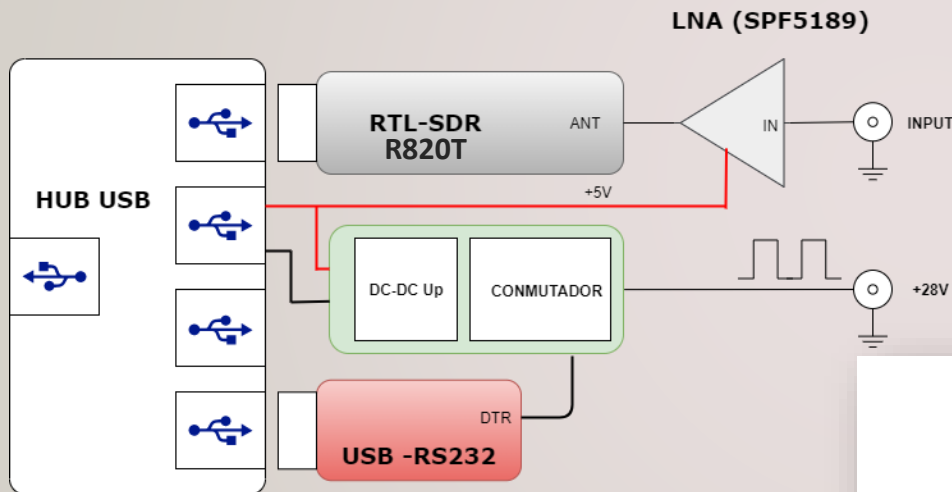 LNA (SPF5189)
RTL-SDR
R820T
ANT
IN
INPUT
HUB USB
+5V
DC-DC Up
CONMUTADOR
+28V
DTR
USB -RS232